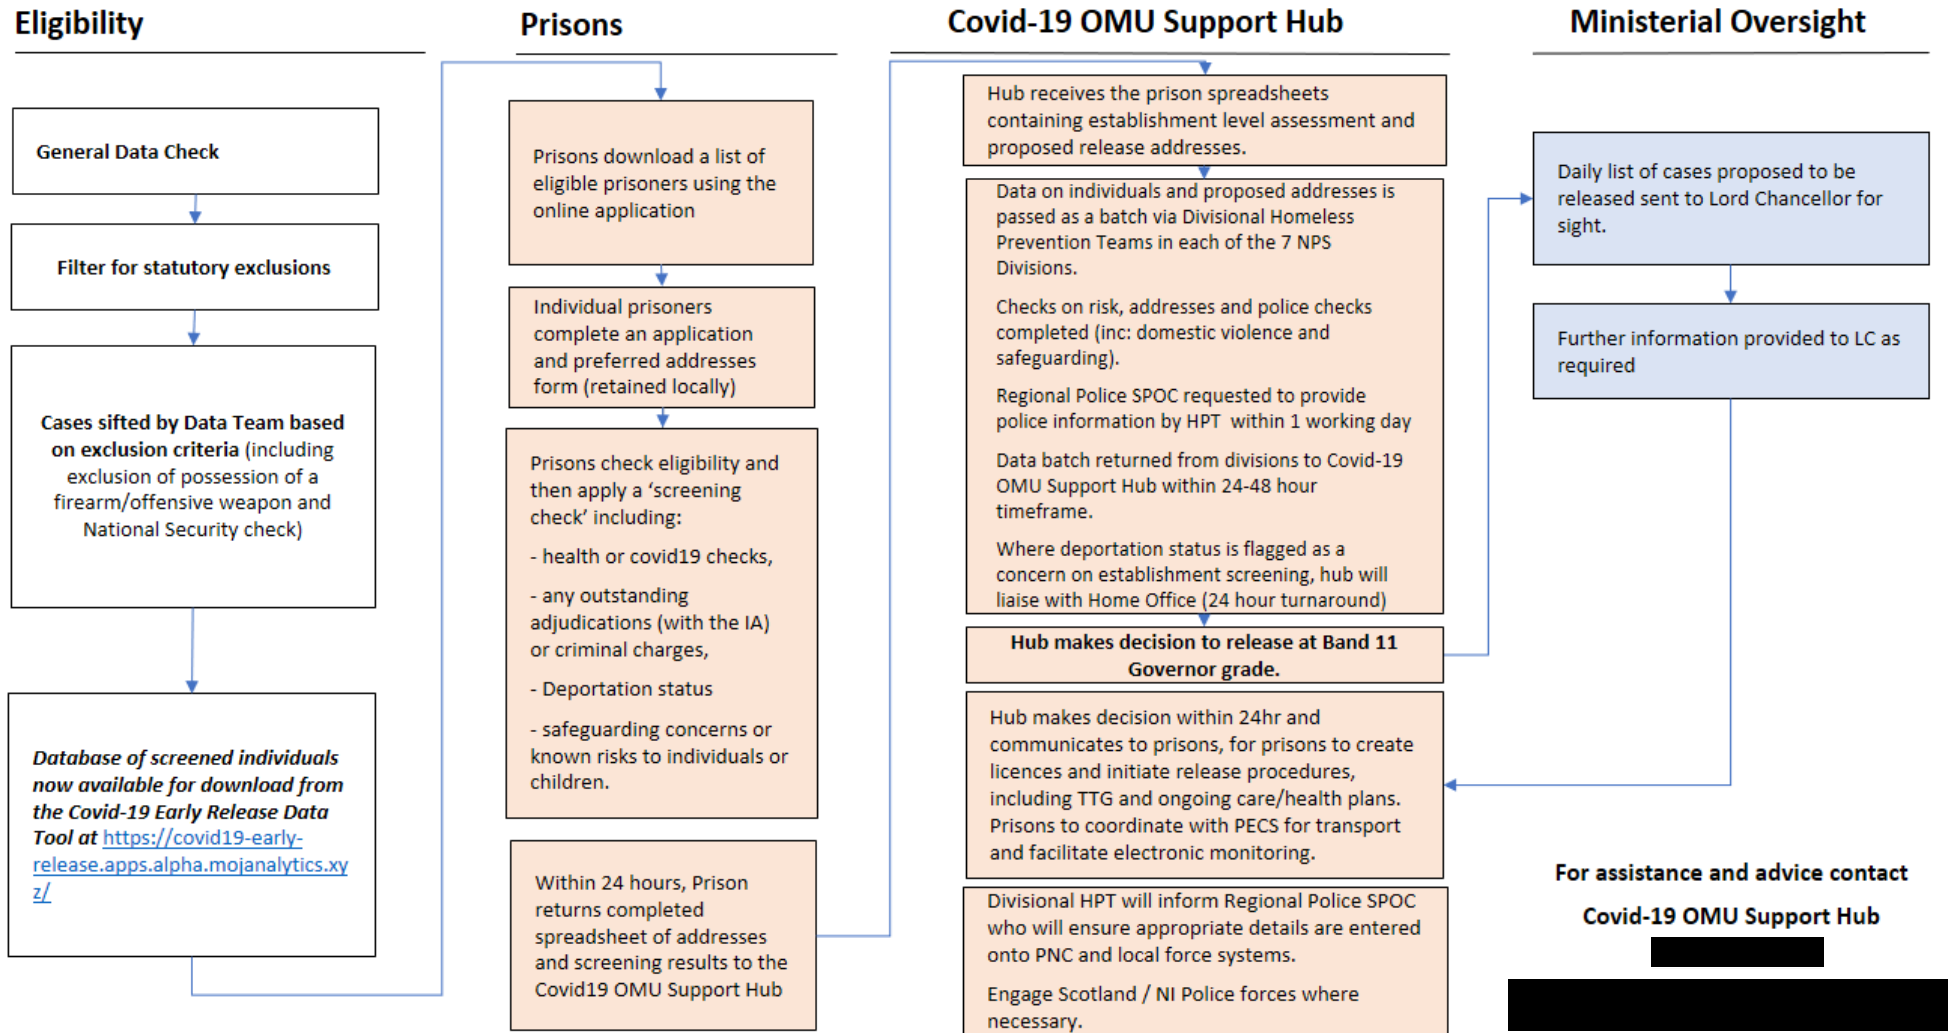 Eligibility
General Data Check
Filter for statutory exclusions
Cases sifted by Data Team based
on exclusion criteria (including
exclusion of possession of a
firearm/offensive weapon and
National Security check)
Database of screened individuals
now available for download from
the Covid-19 Early Release Data
Tool at https://covid19-early-
release.apps.alpha.mojanalytics.xy
z/
Prisons
Prisons download a list of
eligible prisoners using the
online application
Individual prisoners
complete an application
and preferred addresses
form (retained locally)
Prisons check eligibility and
then apply a ‘screening
check’ including:
- health or covid19 checks,
- any outstanding
adjudications (with the IA)
or criminal charges,
- Deportation status
- safeguarding concerns or
known risks to individuals or
children.
Within 24 hours, Prison
returns completed
spreadsheet of addresses
and screening results to the
Covid19 OMU Support Hub
Covid-19 OMU Support Hub
Hub receives the prison spreadsheets
containing establishment level assessment and
proposed release addresses.
Data on individuals and proposed addresses is
passed as a batch via Divisional Homeless
Prevention Teams in each of the 7 NPS
Divisions.
Checks on risk, addresses and police checks
completed (inc: domestic violence and
safeguarding).
Regional Police SPOC requested to provide
police information by HPT within 1 working day
Data batch returned from divisions to Covid-19
OMU Support Hub within 24-48 hour
timeframe.
Where deportation status is flagged as a
concern on establishment screening, hub will
liaise with Home Office (24 hour turnaround)
Hub makes decision to release at Band 11
Governor grade.
Hub makes decision within 24hr and
communicates to prisons, for prisons to create
licences and initiate release procedures,
including TTG and ongoing care/health plans.
Prisons to coordinate with PECS for transport
and facilitate electronic monitoring.
Divisional HPT will inform Regional Police SPOC
who will ensure appropriate details are entered
onto PNC and local force systems.
Engage Scotland / NI Police forces where
necessary.
Ministerial Oversight
Daily list of cases proposed to be
released sent to Lord Chancellor for
sight.
Further information provided to LC as
required
For assistance and advice contact
Covid-19 OMU Support Hub